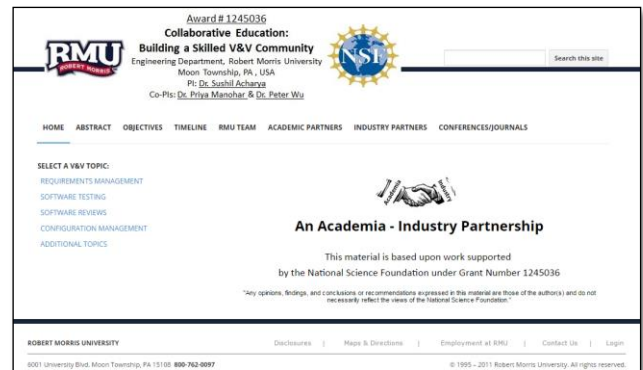 Award # 1245036
Collaborative Education:
Building a Skilled V&V Community
Engineering Department, Robert Morris University
Moon Township, PA , USA
PI: Dr. Sushil Acharya
Co-PIs: Dr. Priya Manohar & Dr. Peter Wu
RMU
ROBERT MORRIS
NSF
Search this site
HOME ABSTRACT OBJECTIVES TIMELINE RMU TEAM ACADEMIC PARTNERS INDUSTRY PARTNERS CONFERENCES/JOURNALS
SELECT A V&V TOPIC:
REQUIREMENTS MANAGEMENT
SOFTWARE TESTING
SOFTWARE REVIEWS
CONFIGURATION MANAGEMENT
ADDITIONAL TOPICS
Academia Industry
An Academia - Industry Partnership
This material is based upon work supported
by the National Science Foundation under Grant Number 1245036
"Any opinions, findings, and conclusions or recommendations expressed in this material are those of the author(s) and do not
necessarily reflect the views of the National Science Foundation."
ROBERT MORRIS UNIVERSITY Disclosures | Maps & Directions | Employment at RMU | Contact Us | Login
6001 University Blvd. Moon Township, PA 15108 800-762-0097 © 1995 – 2011 Robert Morris University. All rights reserved.